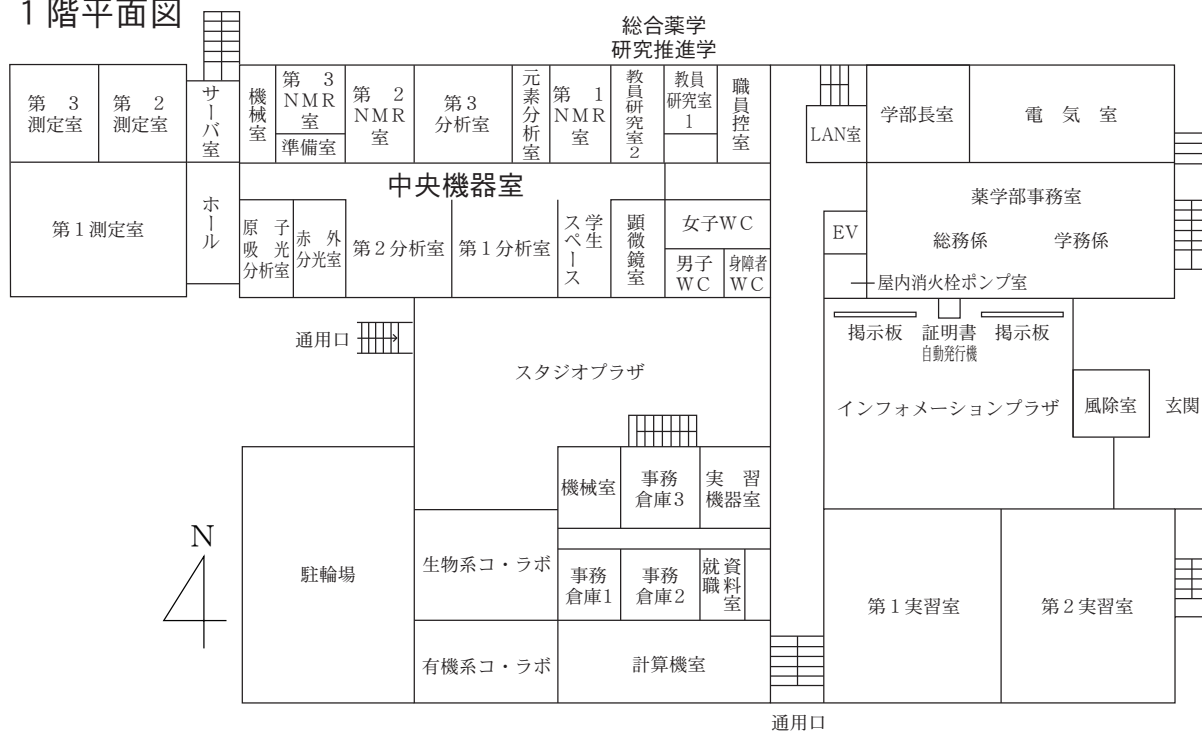 1階平面図
総合薬学
研究推進学
第 3
測定室
第 2
測定室
サーバ室
機械室
第 3
NMR
室
準備室
第 2
NMR
室
第3
分析室
元素分析室
第 1
NMR
室
教員研究室2
教員
研究室
1
職員控室
LAN室
学部長室
電 気 室
中央機器室
第1測定室
ホール
原 子
吸 光
分析室
赤 外
分光室
第2分析室
第1分析室
学生
スペース
顕微鏡室
女子WC
男子
WC
身障者
WC
EV
薬学部事務室
総務係
学務係
屋内消火栓ポンプ室
通用口
掲示板
証明書
自動発行機
掲示板
スタジオプラザ
インフォメーションプラザ
風除室
玄関
機械室
事務
倉庫3
実 習
機器室
N
駐輪場
生物系コ・ラボ
事務
倉庫1
事務
倉庫2
就職
資料室
第1実習室
第2実習室
有機系コ・ラボ
計算機室
通用口